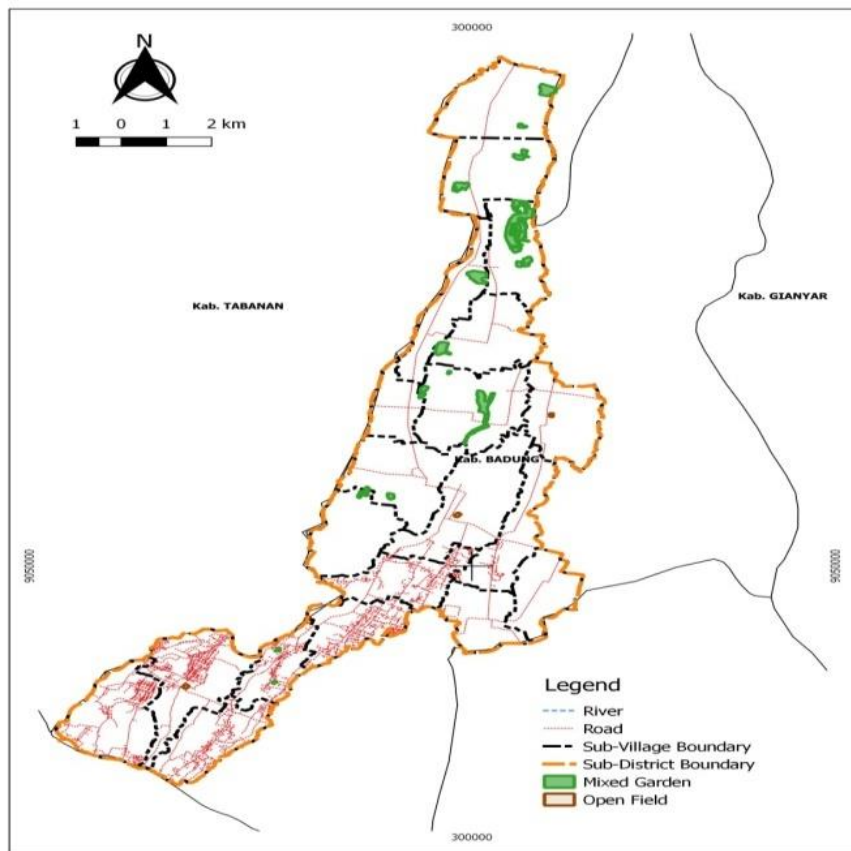 300000
N
1 0 1 2 km
Kab. TABANAN
Kab. GIANYAR
Kab. BADUNG
9050000
9050000
Legend
River
Road
Sub-Village Boundary
Sub-District Boundary
Mixed Garden
Open Field
300000